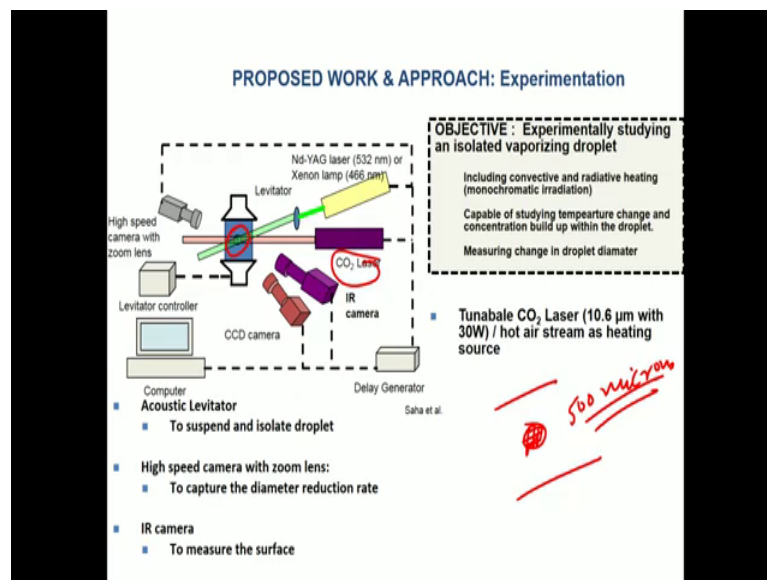 PROPOSED WORK & APPROACH: Experimentation
Nd-YAG laser (532 nm) or
Xenon lamp (466 nm)
Levitator
High speed
camera with
zoom lens
CO2 Laser
IR
camera
Levitator controller
CCD camera
Computer
Delay Generator
Saha et al.
OBJECTIVE : Experimentally studying
an isolated vaporizing droplet
Including convective and radiative heating
(monochromatic irradiation)
Capable of studying tempearture change and
concentration build up within the droplet.
Measuring change in droplet diamater
Tunabale CO2 Laser (10.6 µm with
30W) / hot air stream as heating
source
500 micron
Acoustic Levitator
To suspend and isolate droplet
High speed camera with zoom lens:
To capture the diameter reduction rate
IR camera
To measure the surface